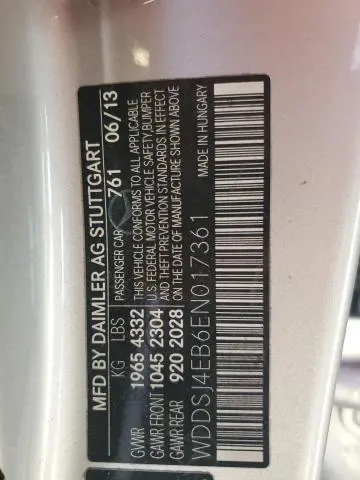 MFD BY DAIMLER AG STUTTGART
KG LBS PASSENGER CAR 761 06/13
GVWR 1965 4332 THIS VEHICLE CONFORMS TO ALL APPLICABLE
GAWR FRONT 1045 2304 U.S. FEDERAL MOTOR VEHICLE SAFETY,BUMPER
GAWR REAR 920 2028 AND THEFT PREVENTION STANDARDS IN EFFECT
ON THE DATE OF MANUFACTURE SHOWN ABOVE
WDDSJ4EB6EN017361 MADE IN HUNGARY